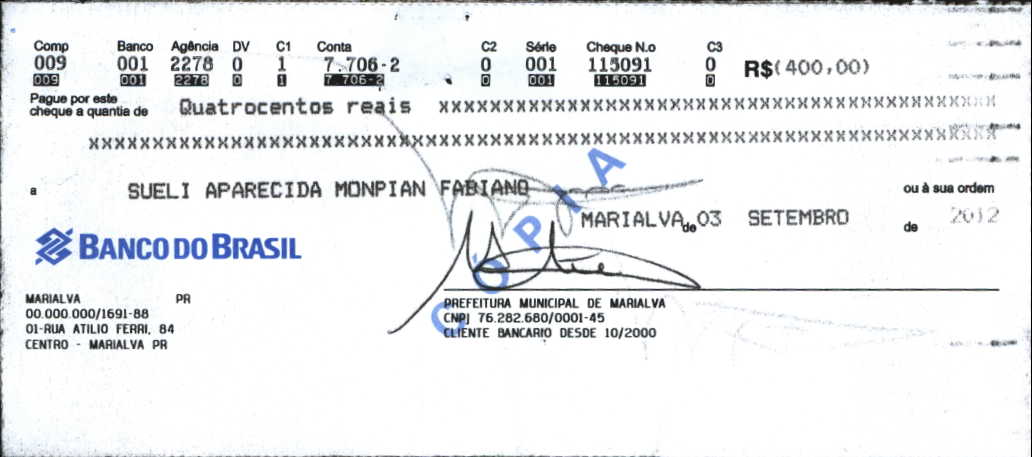 Comp Banco Agência DV C1 Conta C2 Série Cheque N.o C3
009 001 2278 0 1 7.706-2 0 001 115091 0 R$(400,00)
009 001 2278 0 1 7 706-2 0 001 115091 0
Pague por este
cheque a quantia de Quatrocentos reais xxxxxxxxxxxxxxxxxxxxxxxxxxxxxxxxxxxxxxxxxxxxxxxx
xxxxxxxxxxxxxxxxxxxxxxxxxxxxxxxxxxxxxxxxxxxxxxxxxxxxxxxxxxxxxxxxxxxxxxxxxxxxxx
a SUELI APARECIDA MONPIAN FABIANO ou à sua ordem
MARIALVA de 03 SETEMBRO de 2012
CÓPIA
BANCO DO BRASIL
MARIALVA PR
00.000.000/1691-88
01-RUA ATILIO FERRI, 84
CENTRO - MARIALVA PR
PREFEITURA MUNICIPAL DE MARIALVA
CNPJ 76.282.680/0001-45
CLIENTE BANCARIO DESDE 10/2000